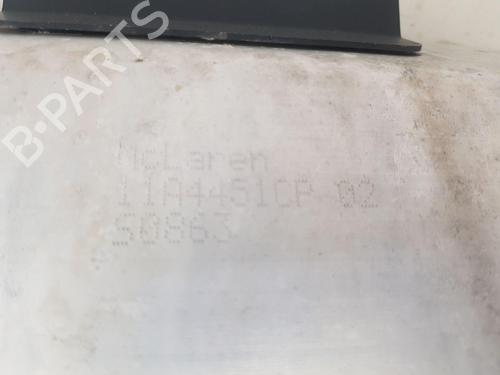 B-PARTS
McLaren
11A4451CP 02
S0863